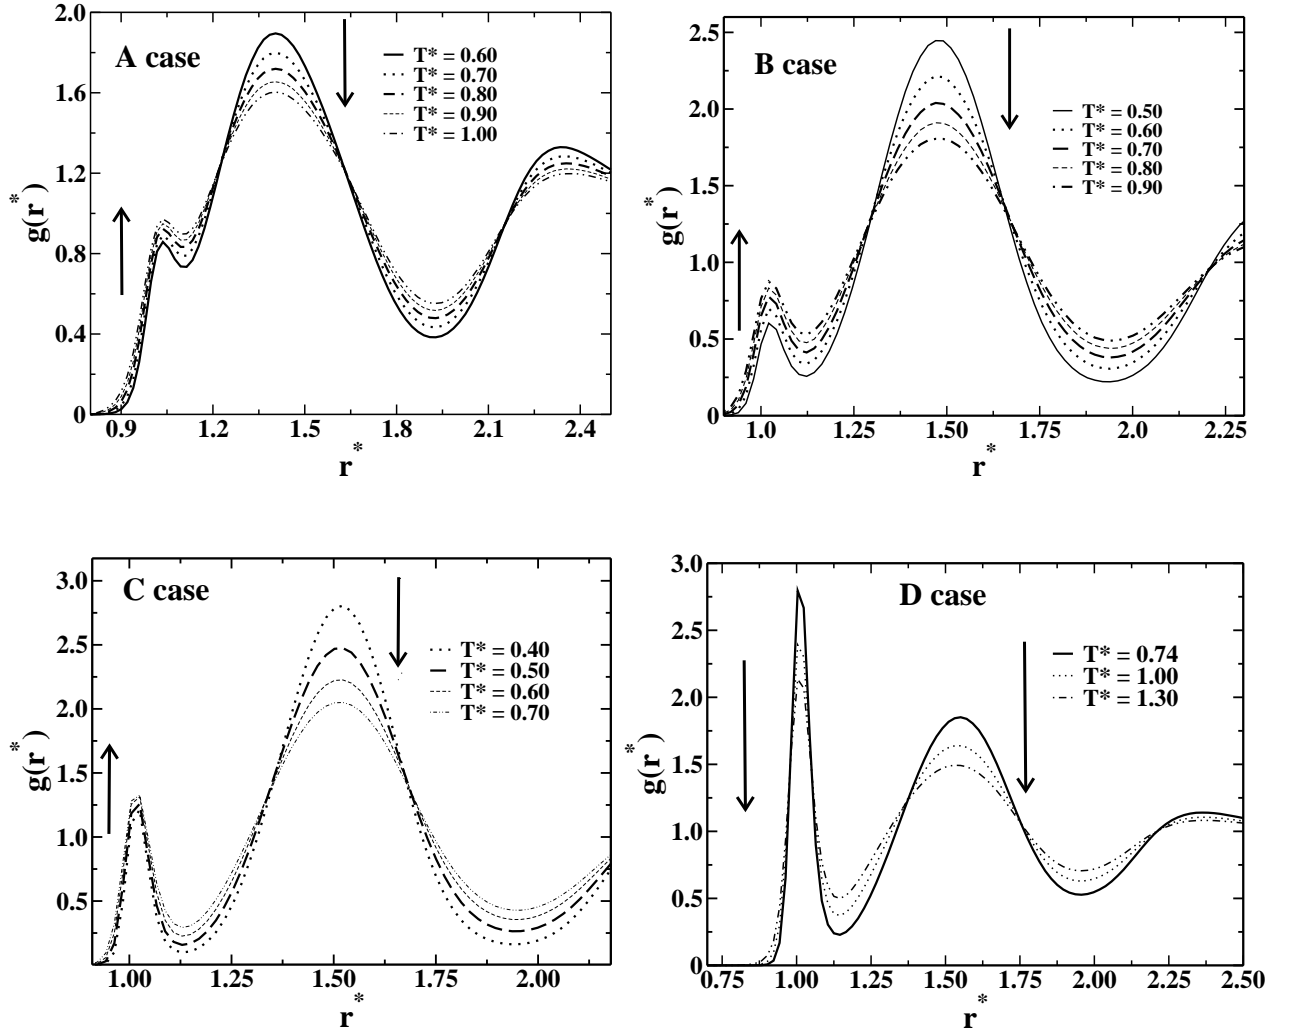 A case
T* = 0.60
T* = 0.70
T* = 0.80
T* = 0.90
T* = 1.00
2.0
1.6
1.2
0.8
0.4
0
g(r*)
0.9 1.2 1.5 1.8 2.1 2.4
r*
B case
T* = 0.50
T* = 0.60
T* = 0.70
T* = 0.80
T* = 0.90
2.5
2.0
1.5
1.0
0.5
0
g(r*)
1.0 1.25 1.50 1.75 2.0 2.25
r*
C case
T* = 0.40
T* = 0.50
T* = 0.60
T* = 0.70
3.0
2.5
2.0
1.5
1.0
0.5
g(r*)
1.00 1.25 1.50 1.75 2.00
r*
D case
T* = 0.74
T* = 1.00
T* = 1.30
3.0
2.5
2.0
1.5
1.0
0.5
0
g(r*)
0.75 1.00 1.25 1.50 1.75 2.00 2.25 2.50
r*